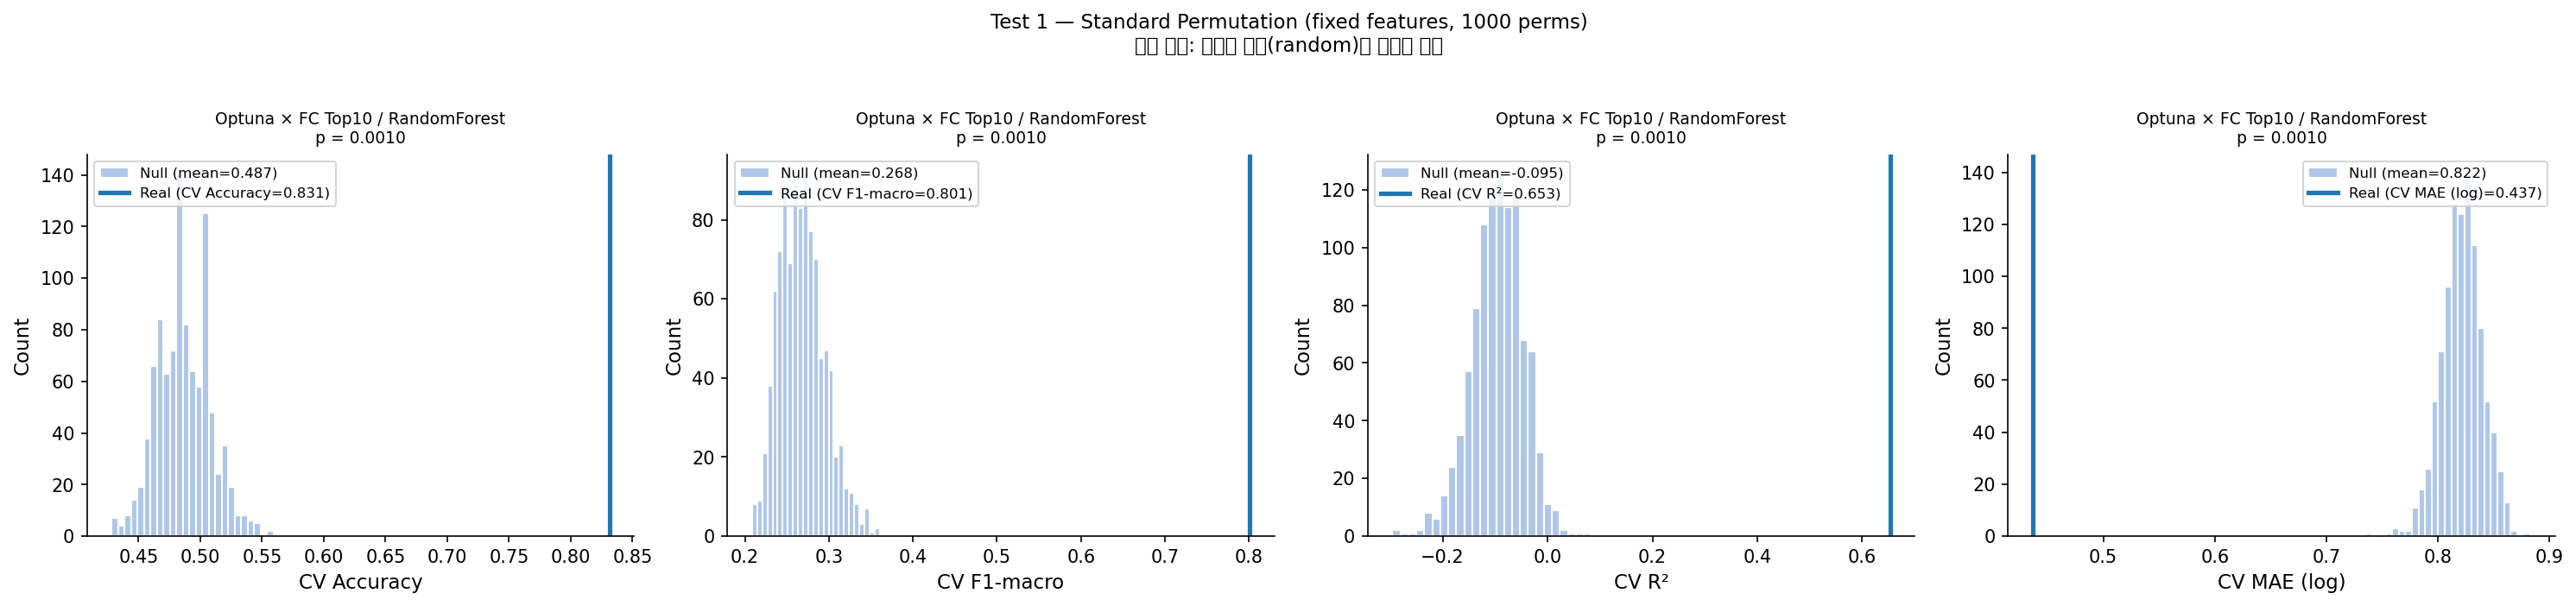 Test 1 — Standard Permutation (fixed features, 1000 perms)
: (random)
Optuna × FC Top10 / RandomForest
p = 0.0010
Null (mean=0.487)
Real (CV Accuracy=0.831)
Count
140
120
100
80
60
40
20
0
0.45
0.50
0.55
0.60
0.65
0.70
0.75
0.80
0.85
CV Accuracy
Optuna × FC Top10 / RandomForest
p = 0.0010
Null (mean=0.268)
Real (CV F1-macro=0.801)
Count
80
60
40
20
0
0.2
0.3
0.4
0.5
0.6
0.7
0.8
CV F1-macro
Optuna × FC Top10 / RandomForest
p = 0.0010
Null (mean=-0.095)
Real (CV R²=0.653)
Count
120
100
80
60
40
20
0
−0.2
0.0
0.2
0.4
0.6
CV R²
Optuna × FC Top10 / RandomForest
p = 0.0010
Null (mean=0.822)
Real (CV MAE (log)=0.437)
Count
140
120
100
80
60
40
20
0
0.5
0.6
0.7
0.8
0.9
CV MAE (log)